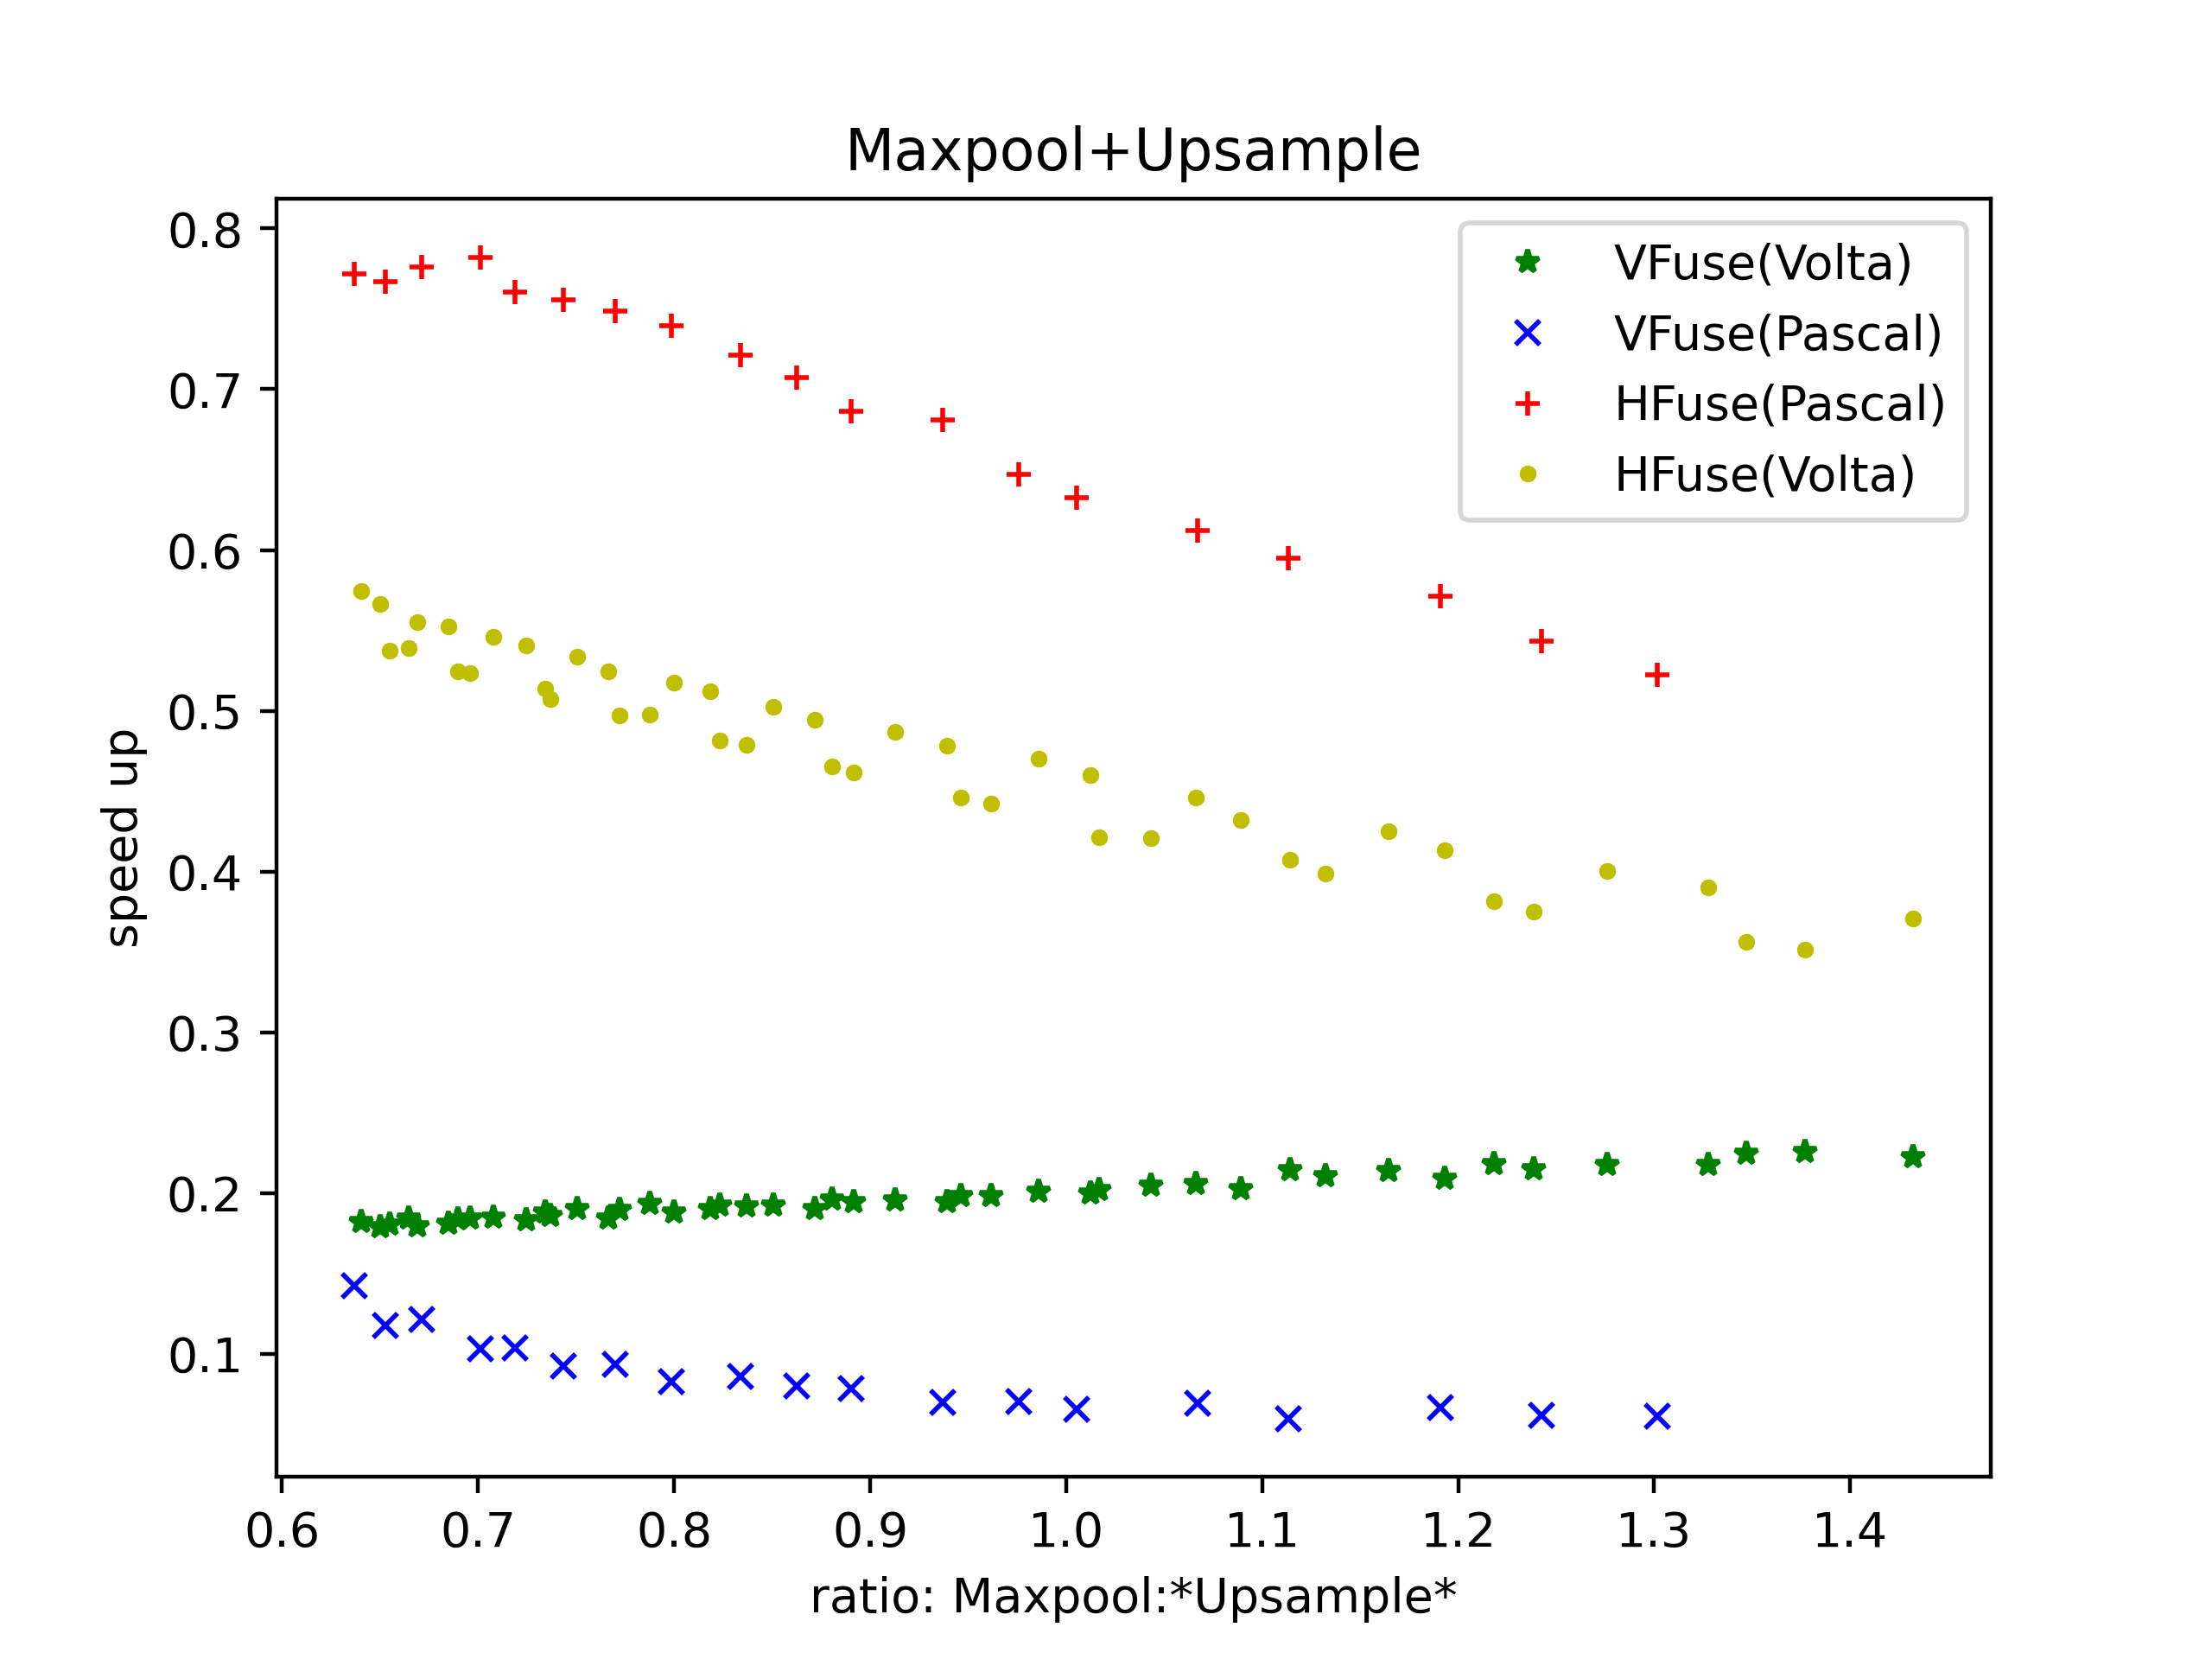 Maxpool+Upsample
0.8
0.7
0.6
0.5
0.4
0.3
0.2
0.1
speed up
VFuse(Volta)
VFuse(Pascal)
HFuse(Pascal)
HFuse(Volta)
0.6 0.7 0.8 0.9 1.0 1.1 1.2 1.3 1.4
ratio: Maxpool:*Upsample*